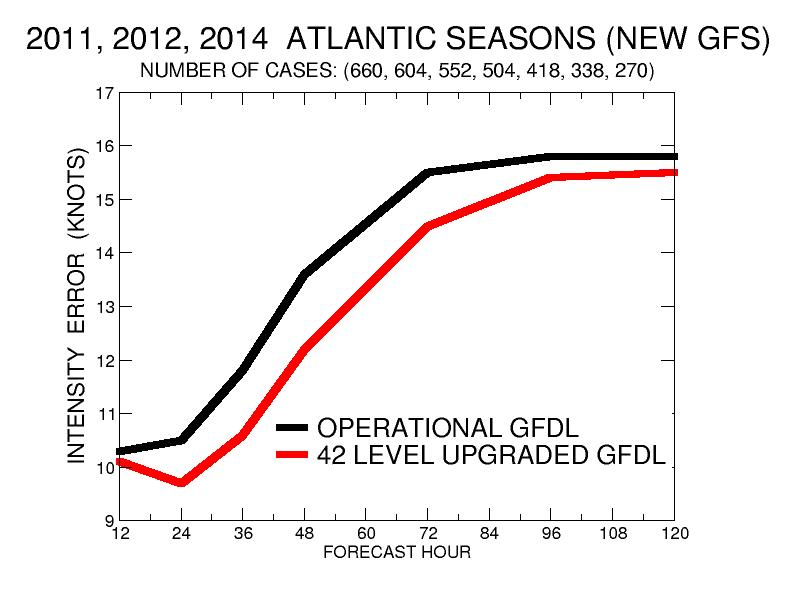 2011, 2012, 2014 ATLANTIC SEASONS (NEW GFS)
NUMBER OF CASES: (660, 604, 552, 504, 418, 338, 270)
17
16
15
14
13
12
11
10
9
INTENSITY ERROR (KNOTS)
OPERATIONAL GFDL
42 LEVEL UPGRADED GFDL
12 24 36 48 60 72 84 96 108 120
FORECAST HOUR